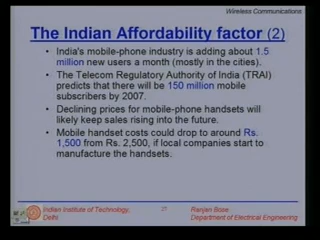 Wireless Communications
The Indian Affordability factor (2)
• India's mobile-phone industry is adding about 1.5
million new users a month (mostly in the cities).
• The Telecom Regulatory Authority of India (TRAI)
predicts that there will be 150 million mobile
subscribers by 2007.
• Declining prices for mobile-phone handsets will
likely keep sales rising into the future.
• Mobile handset costs could drop to around Rs.
1,500 from Rs. 2,500, if local companies start to
manufacture the handsets.
Indian Institute of Technology,
Delhi
Ranjan Bose
Department of Electrical Engineering